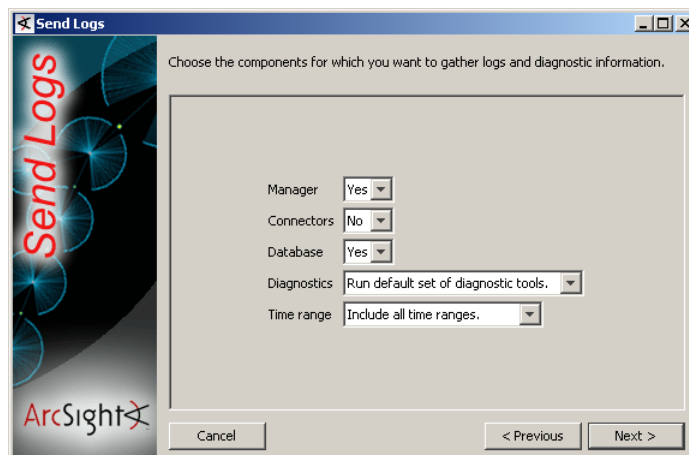 Send Logs
Send Logs
Choose the components for which you want to gather logs and diagnostic information.
Manager Yes
Connectors No
Database Yes
Diagnostics Run default set of diagnostic tools.
Time range Include all time ranges.
ArcSight
Cancel < Previous Next >